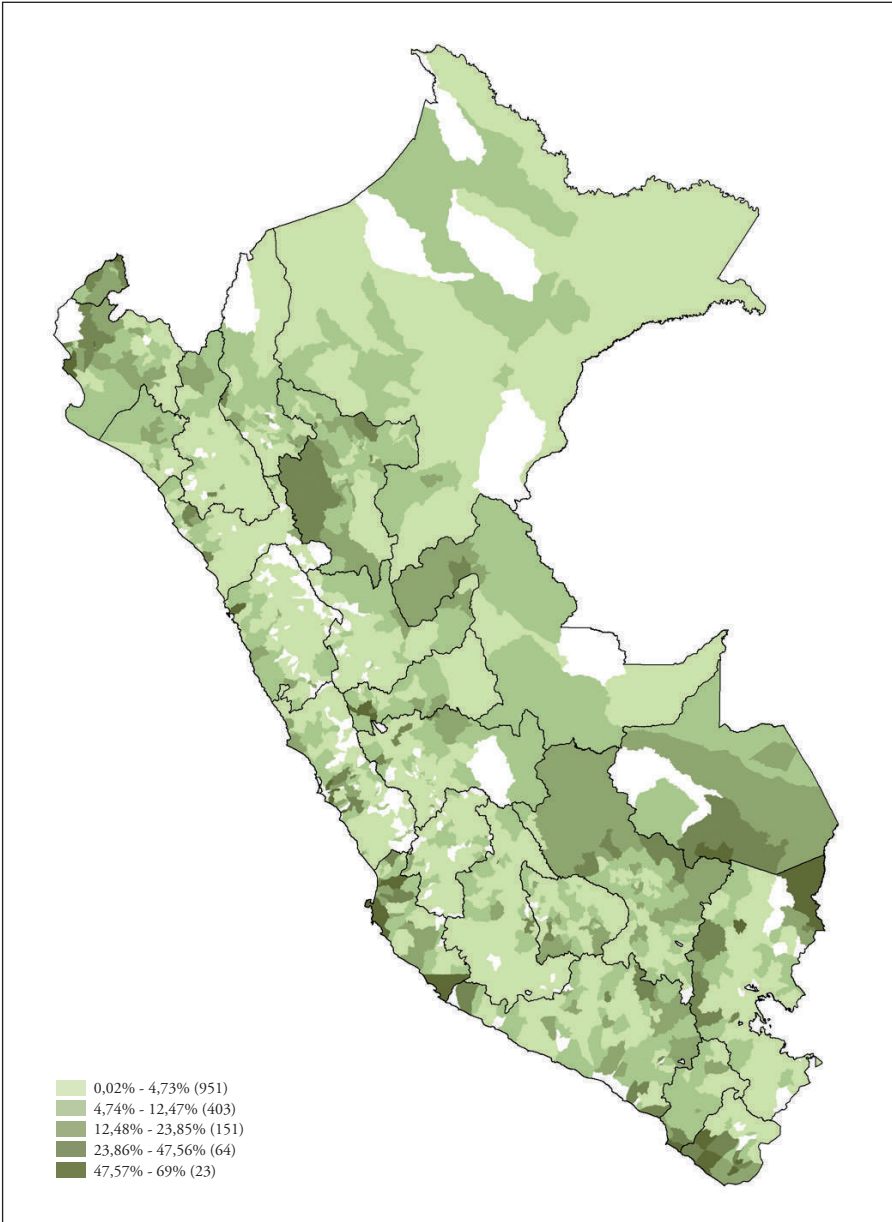 0,02% - 4,73% (951)
4,74% - 12,47% (403)
12,48% - 23,85% (151)
23,86% - 47,56% (64)
47,57% - 69% (23)